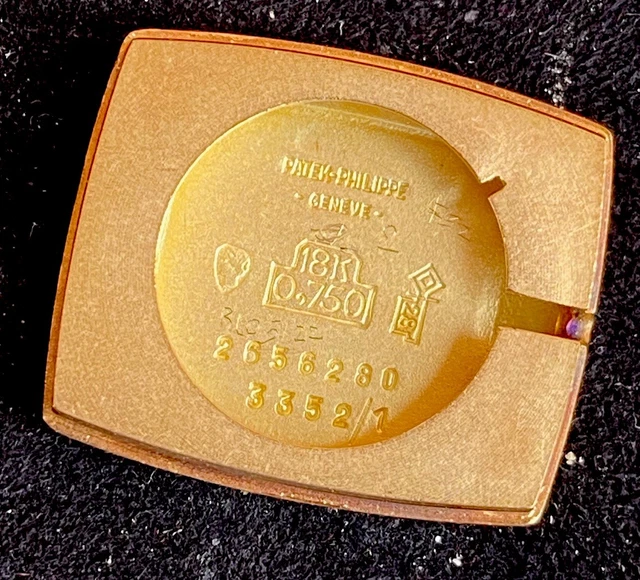 PATEK·PHILIPPE
- GENEVE -
18K
0,750
2656280
3352/1